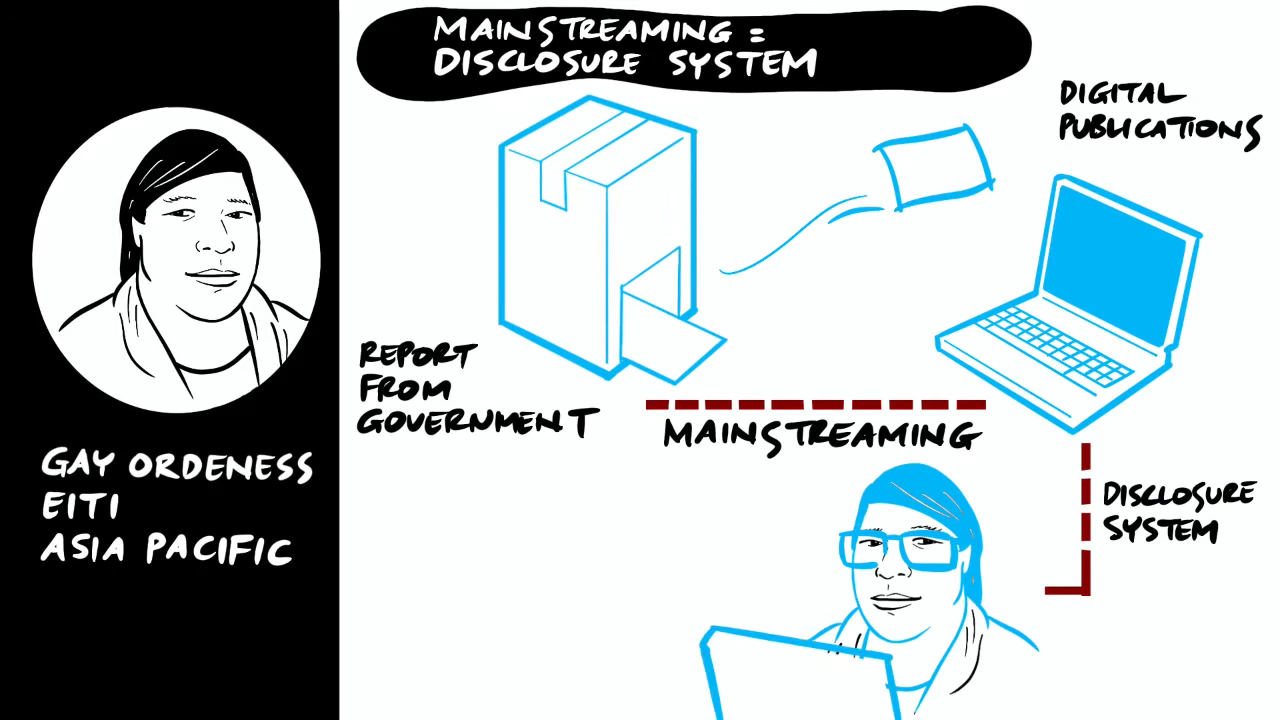 MAINSTREAMING =
DISCLOSURE SYSTEM
DIGITAL
PUBLICATIONS
REPORT
FROM
GOVERNMENT
MAINSTREAMING
DISCLOSURE
SYSTEM
GAY ORDENESS
EITI
ASIA PACIFIC